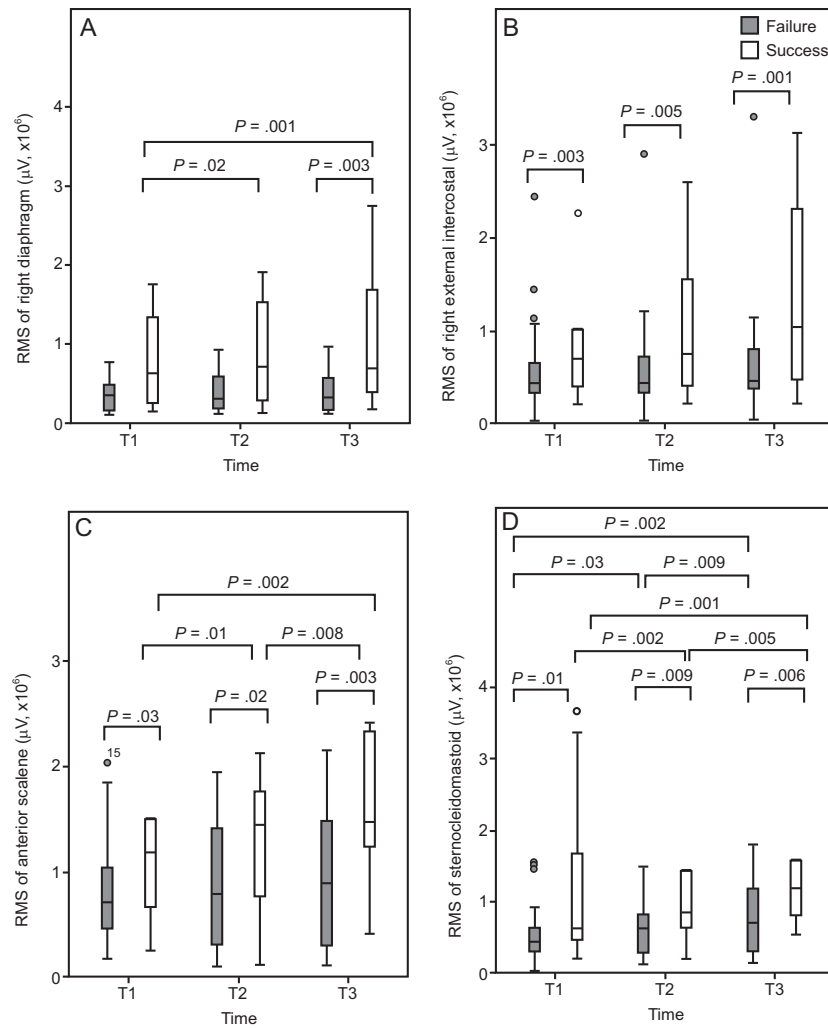 A
RMS of right diaphragm (µV, x10⁶)
4
3
2
1
0
P = .001
P = .02
P = .003
T1
T2
T3
Time
B
Failure
Success
RMS of right external intercostal (µV, x10⁶)
3
2
1
0
P = .003
P = .005
P = .001
T1
T2
T3
Time
C
RMS of anterior scalene (µV, x10⁶)
3
2
1
0
P = .002
P = .01
P = .008
P = .003
P = .02
P = .03
15
T1
T2
T3
Time
D
RMS of sternocleidomastoid (µV, x10⁶)
4
3
2
1
0
P = .002
P = .03
P = .009
P = .001
P = .002
P = .005
P = .01
P = .009
P = .006
T1
T2
T3
Time